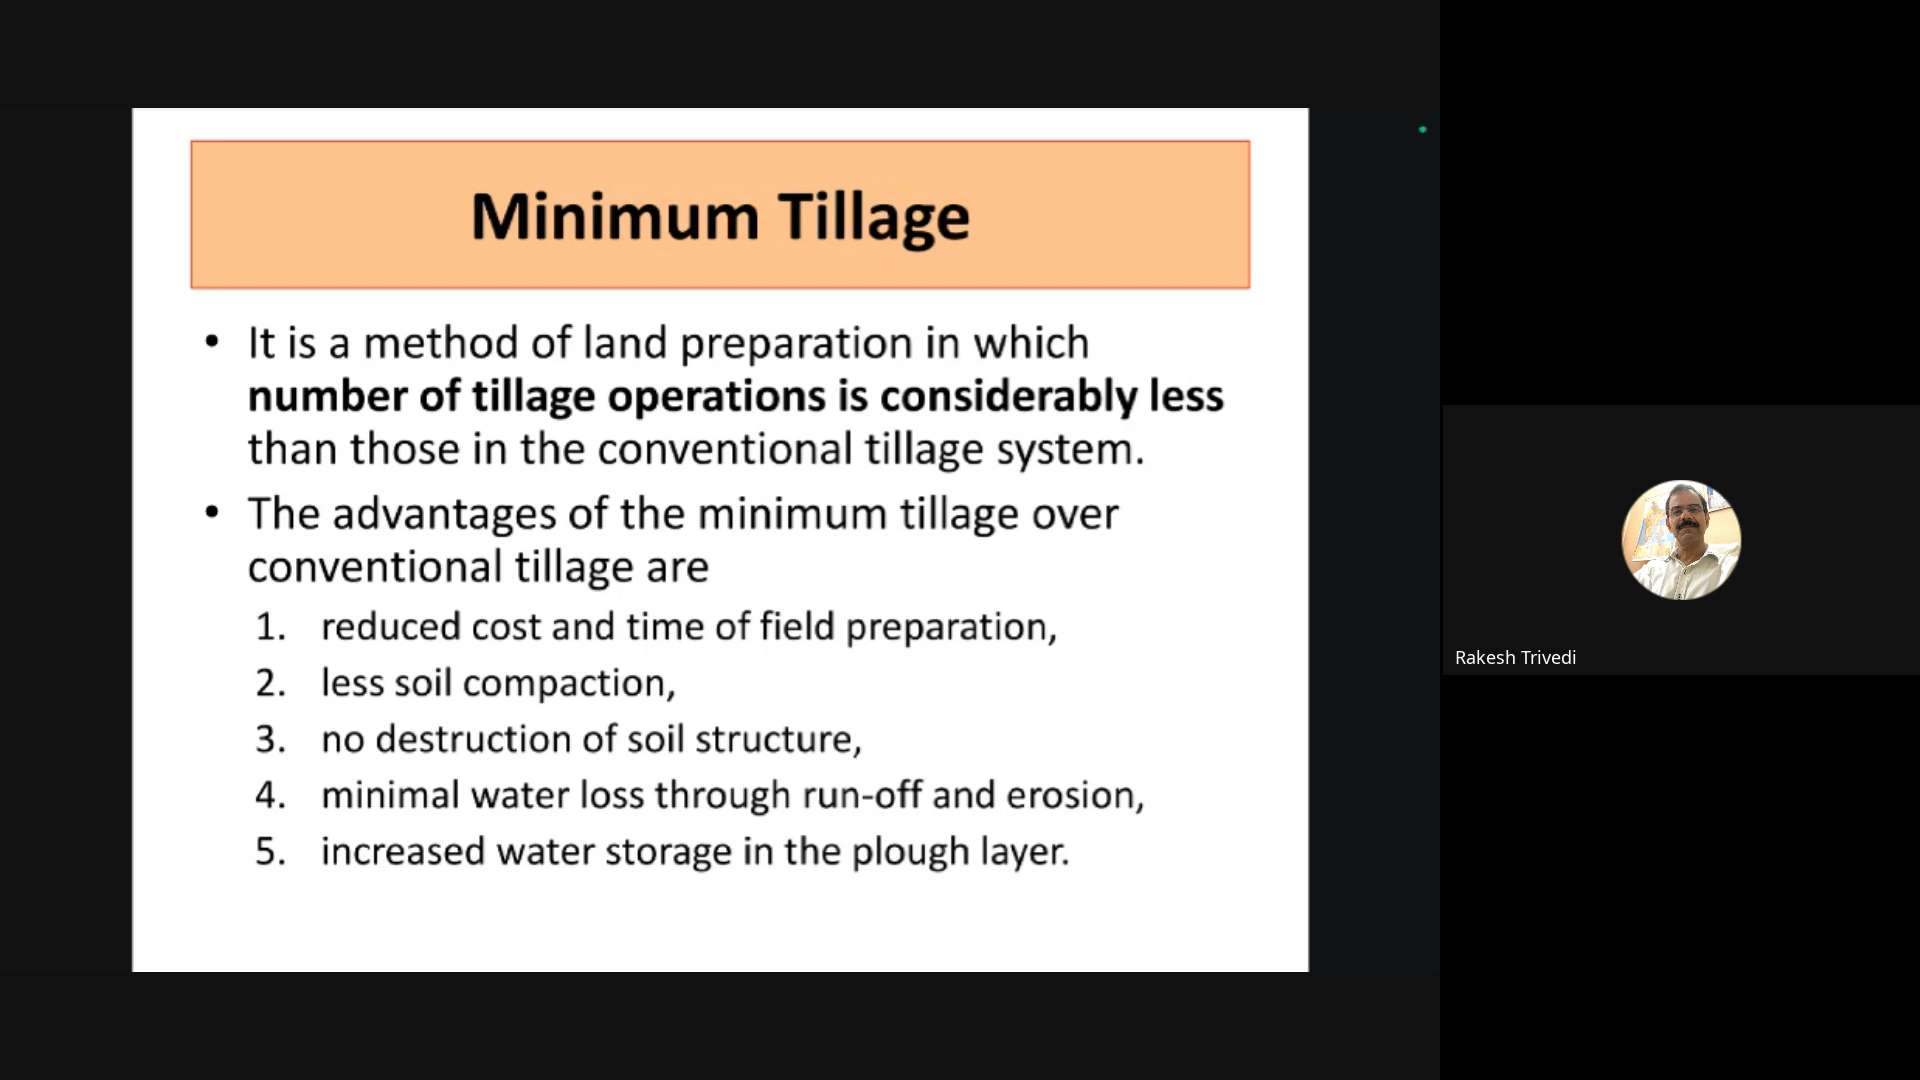 Minimum Tillage
• It is a method of land preparation in which
number of tillage operations is considerably less
than those in the conventional tillage system.
• The advantages of the minimum tillage over
conventional tillage are
1. reduced cost and time of field preparation,
2. less soil compaction,
3. no destruction of soil structure,
4. minimal water loss through run-off and erosion,
5. increased water storage in the plough layer.
Rakesh Trivedi